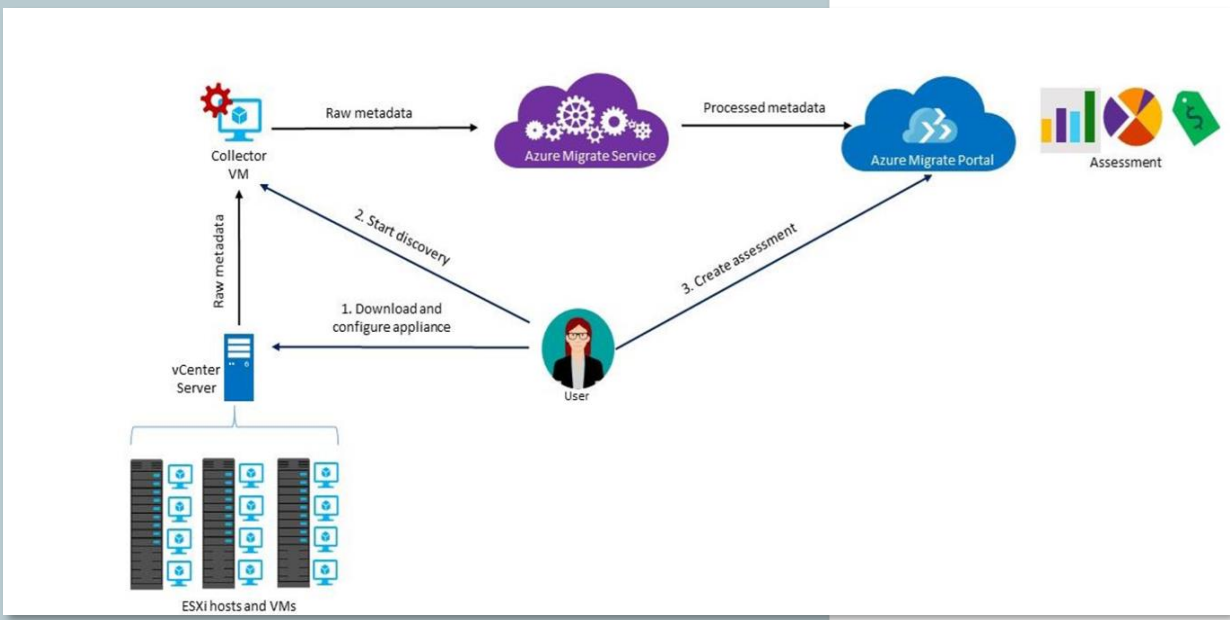 Raw metadata
Processed metadata
Collector
VM
Azure Migrate Service
Azure Migrate Portal
Assessment
Raw metadata
2. Start discovery
3. Create assessment
1. Download and
configure appliance
vCenter
Server
User
ESXi hosts and VMs